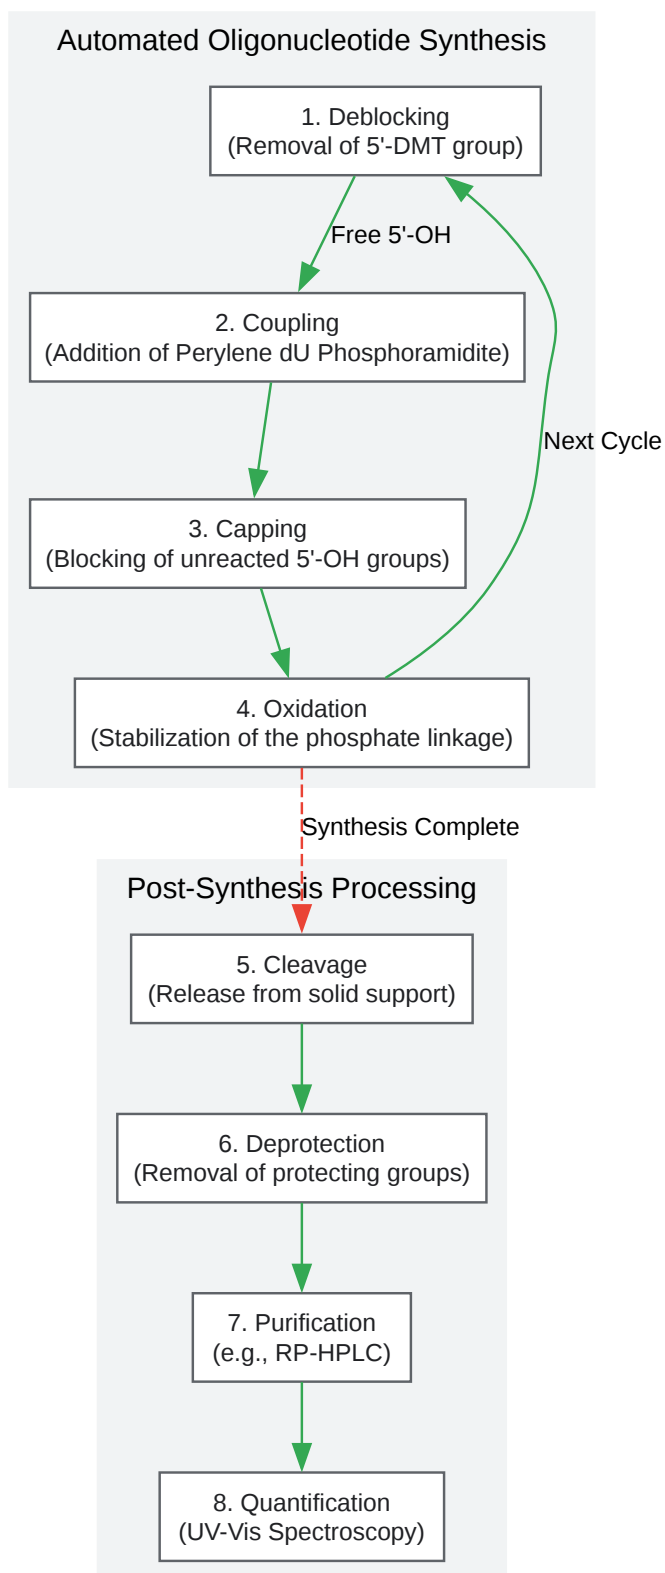 Automated Oligonucleotide Synthesis
1. Deblocking
(Removal of 5'-DMT group)
Free 5'-OH
2. Coupling
(Addition of Perylene dU Phosphoramidite)
Next Cycle
3. Capping
(Blocking of unreacted 5'-OH groups)
4. Oxidation
(Stabilization of the phosphate linkage)
Synthesis Complete
Post-Synthesis Processing
5. Cleavage
(Release from solid support)
6. Deprotection
(Removal of protecting groups)
7. Purification
(e.g., RP-HPLC)
8. Quantification
(UV-Vis Spectroscopy)